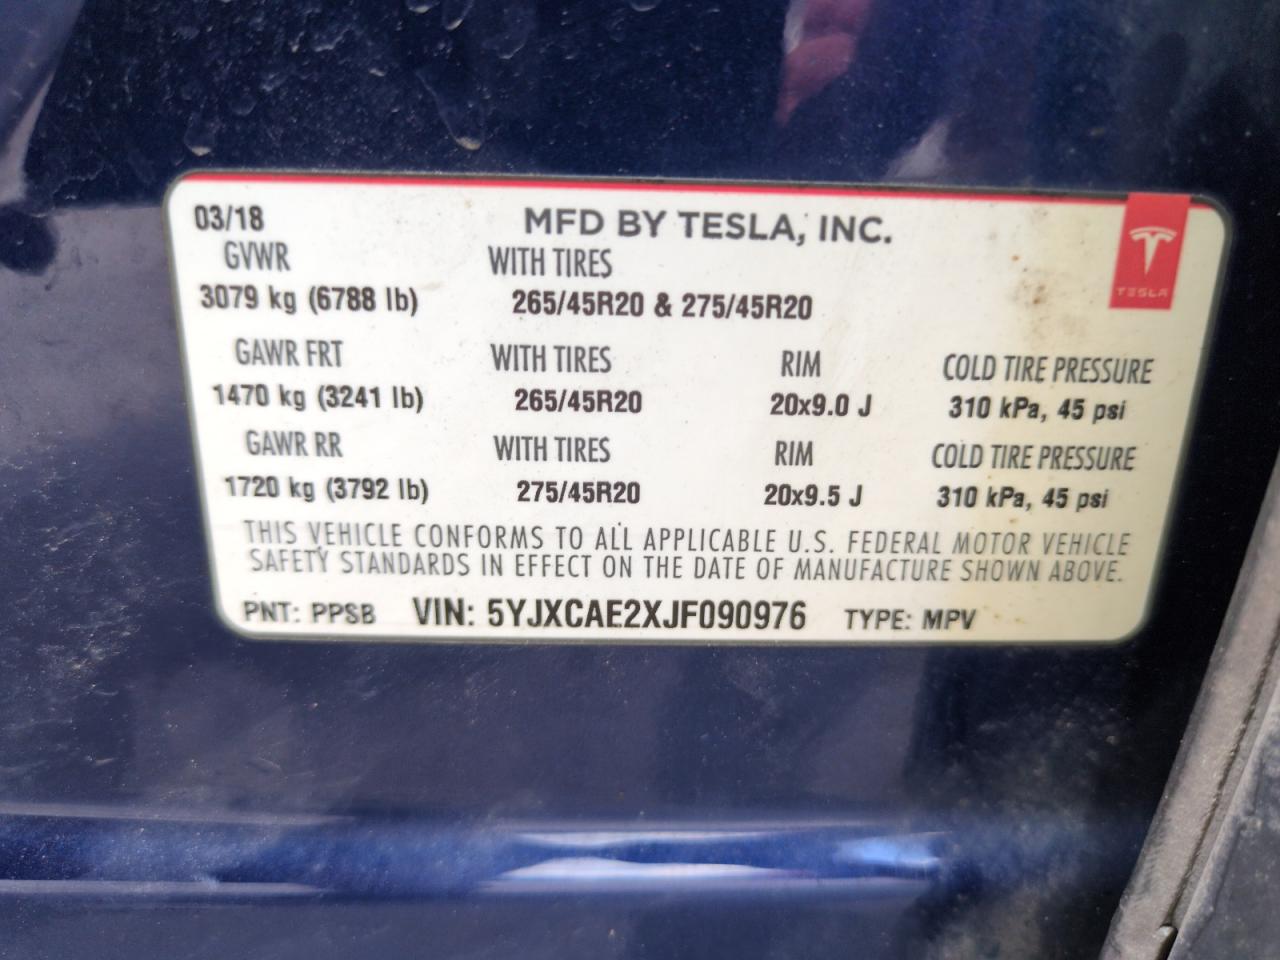 03/18 MFD BY TESLA, INC.
GVWR WITH TIRES
3079 kg (6788 lb) 265/45R20 & 275/45R20
TESLA
GAWR FRT WITH TIRES RIM COLD TIRE PRESSURE
1470 kg (3241 lb) 265/45R20 20x9.0 J 310 kPa, 45 psi
GAWR RR WITH TIRES RIM COLD TIRE PRESSURE
1720 kg (3792 lb) 275/45R20 20x9.5 J 310 kPa, 45 psi
THIS VEHICLE CONFORMS TO ALL APPLICABLE U.S. FEDERAL MOTOR VEHICLE
SAFETY STANDARDS IN EFFECT ON THE DATE OF MANUFACTURE SHOWN ABOVE.
PNT: PPSB VIN: 5YJXCAE2XJF090976 TYPE: MPV